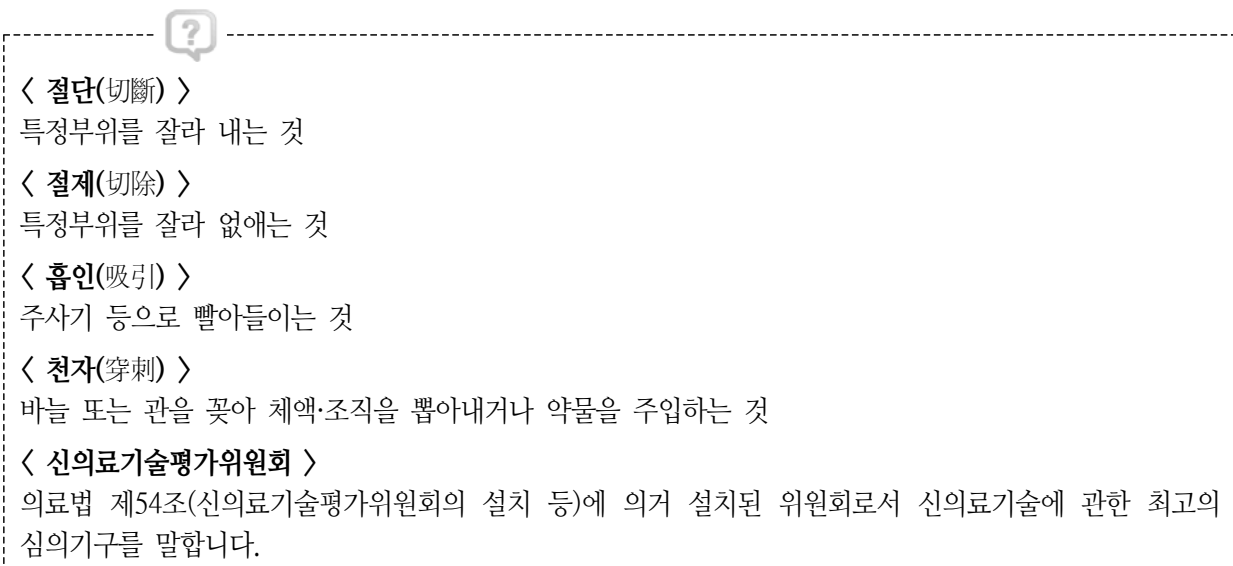 ?
〈 절단(切斷) 〉
특정부위를 잘라 내는 것
〈 절제(切除) 〉
특정부위를 잘라 없애는 것
〈 흡인(吸引) 〉
주사기 등으로 빨아들이는 것
〈 천자(穿刺) 〉
바늘 또는 관을 꽂아 체액·조직을 뽑아내거나 약물을 주입하는 것
〈 신의료기술평가위원회 〉
의료법 제54조(신의료기술평가위원회의 설치 등)에 의거 설치된 위원회로서 신의료기술에 관한 최고의
심의기구를 말합니다.